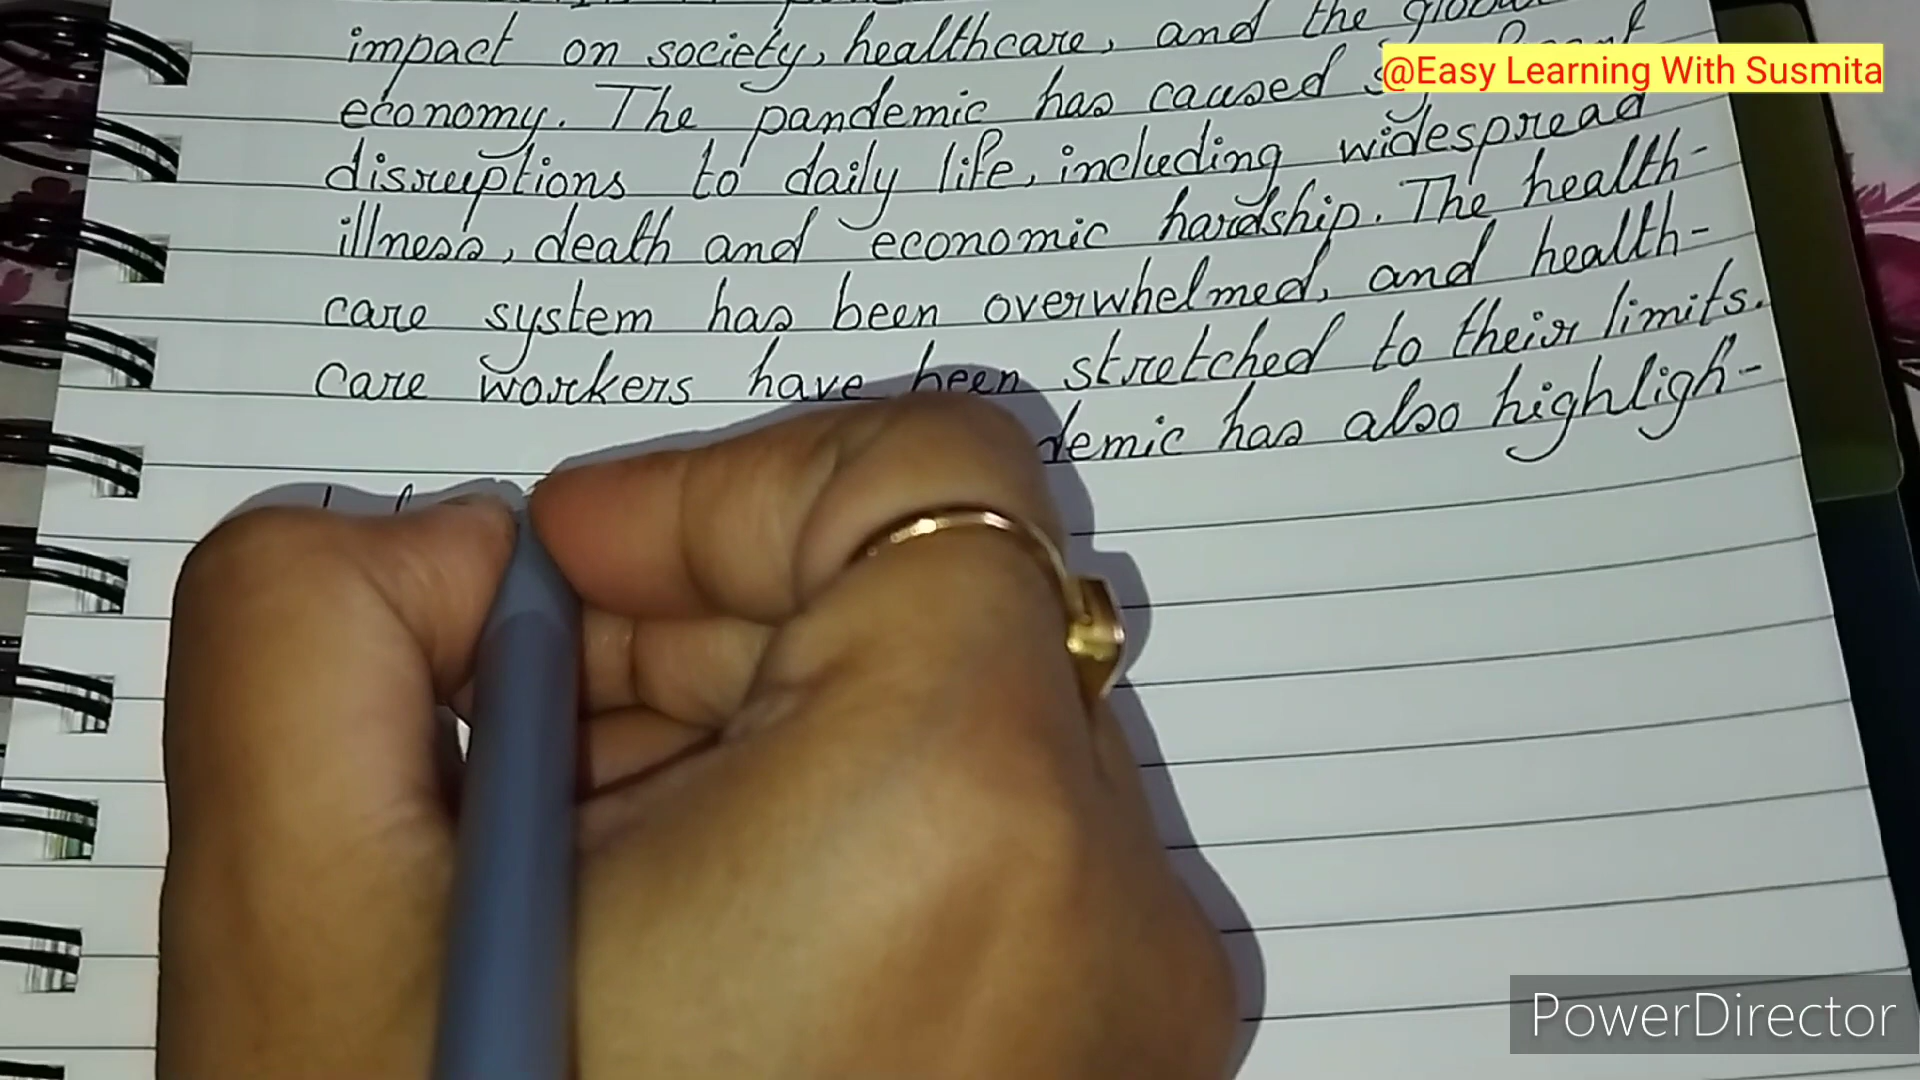 impact on society, healthcare, and the global
@Easy Learning With Susmita
economy. The pandemic has caused
disruptions to daily life, including widespread
illness, death and economic hardship. The health-
care system has been overwhelmed, and health-
care workers have been stretched to their limits.
demic has also highligh-
PowerDirector